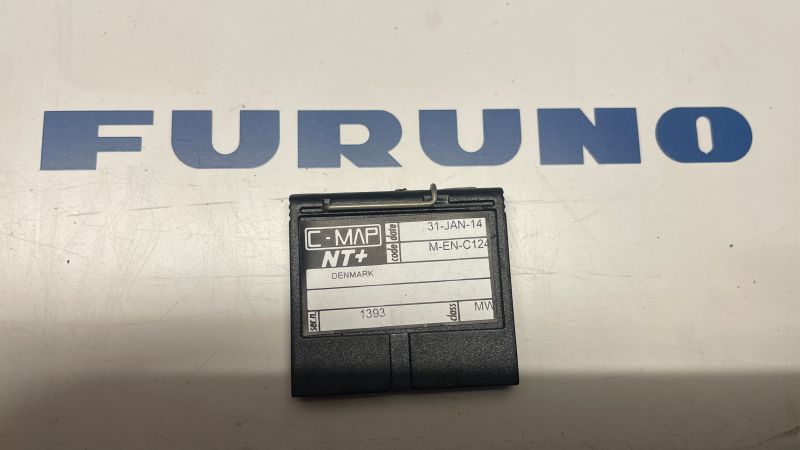 FURUNO
C-MAP
NT+
date 31-JAN-14
code M-EN-C124
DENMARK
ser.n. 1393
class MW